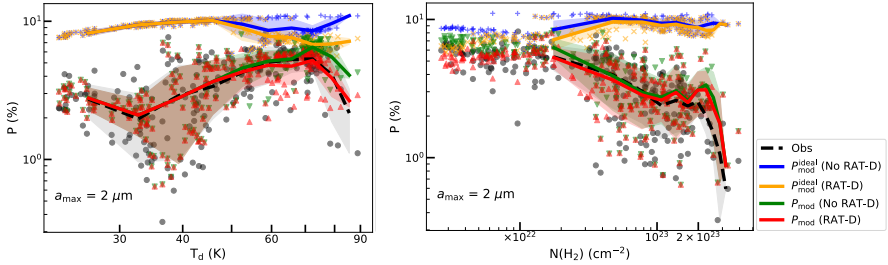 10¹
10⁰
P (%)
a_max = 2 μm
30
40
60
90
T_d (K)
10¹
10⁰
P (%)
a_max = 2 μm
×10²²
10²³
2 × 10²³
N(H₂) (cm⁻²)
Obs
P_mod^ideal (No RAT-D)
P_mod^ideal (RAT-D)
P_mod (No RAT-D)
P_mod (RAT-D)